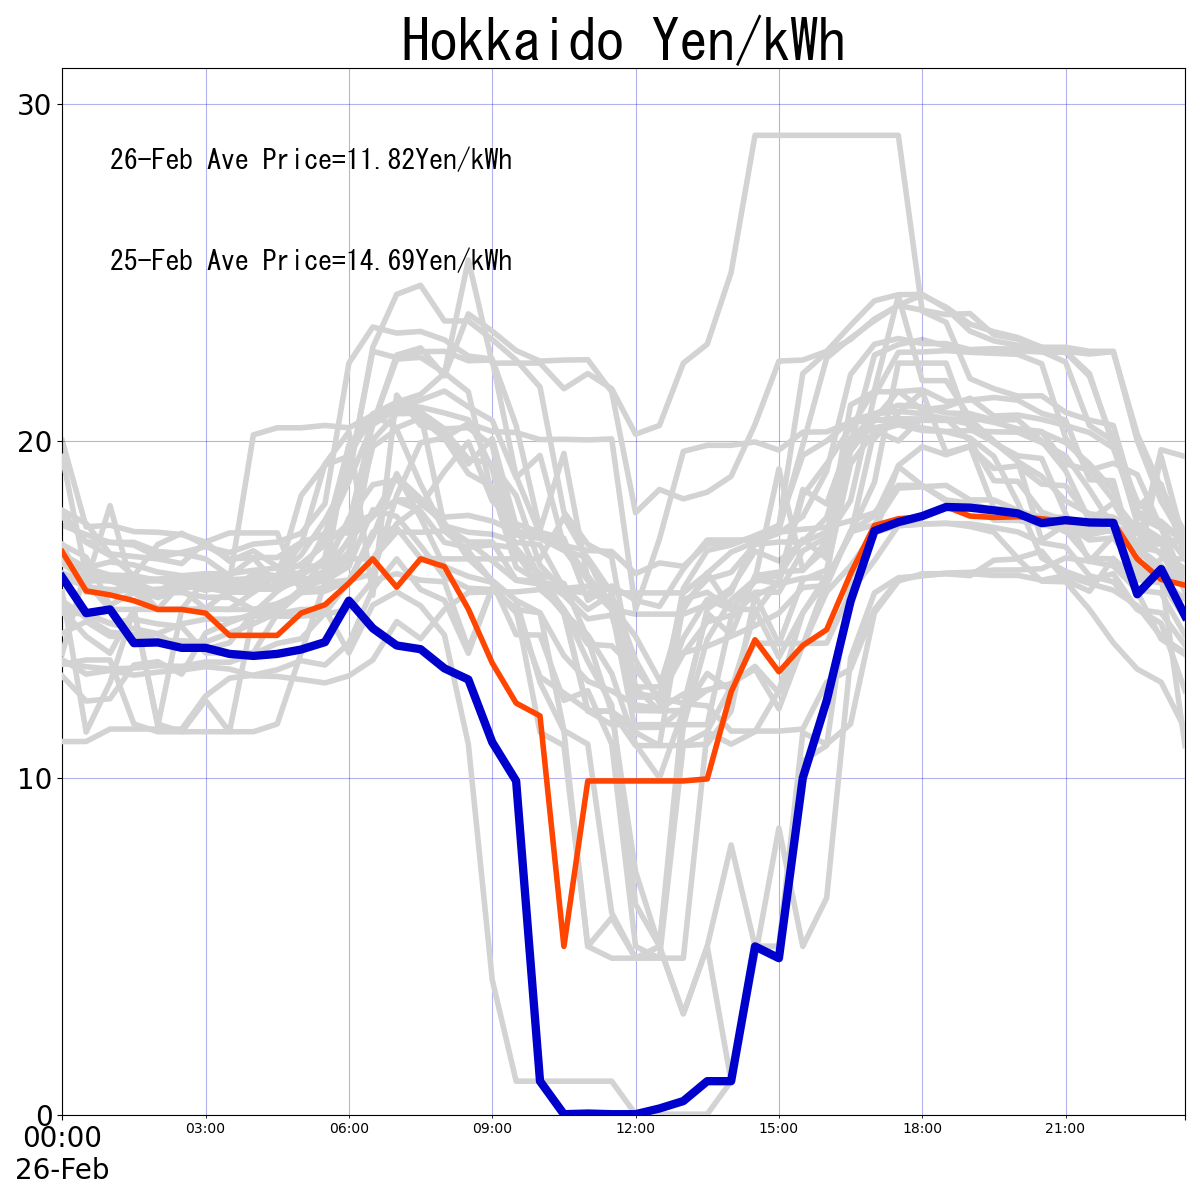 Hokkaido Yen/kWh
30
26-Feb Ave Price=11.82Yen/kWh
25-Feb Ave Price=14.69Yen/kWh
20
10
0
00:00 03:00 06:00 09:00 12:00 15:00 18:00 21:00
26-Feb